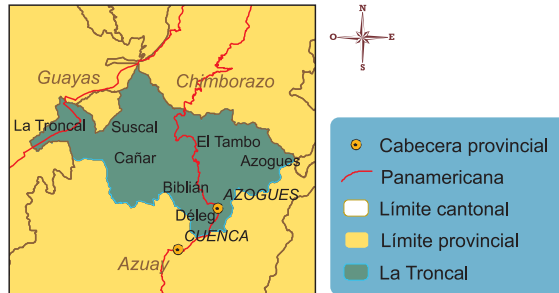 N
O E
S
Guayas
Chimborazo
La Troncal
Suscal
El Tambo
Cañar
Azogues
Biblián
AZOGUES
Déleg
CUENCA
Azuay
Cabecera provincial
Panamericana
Límite cantonal
Límite provincial
La Troncal